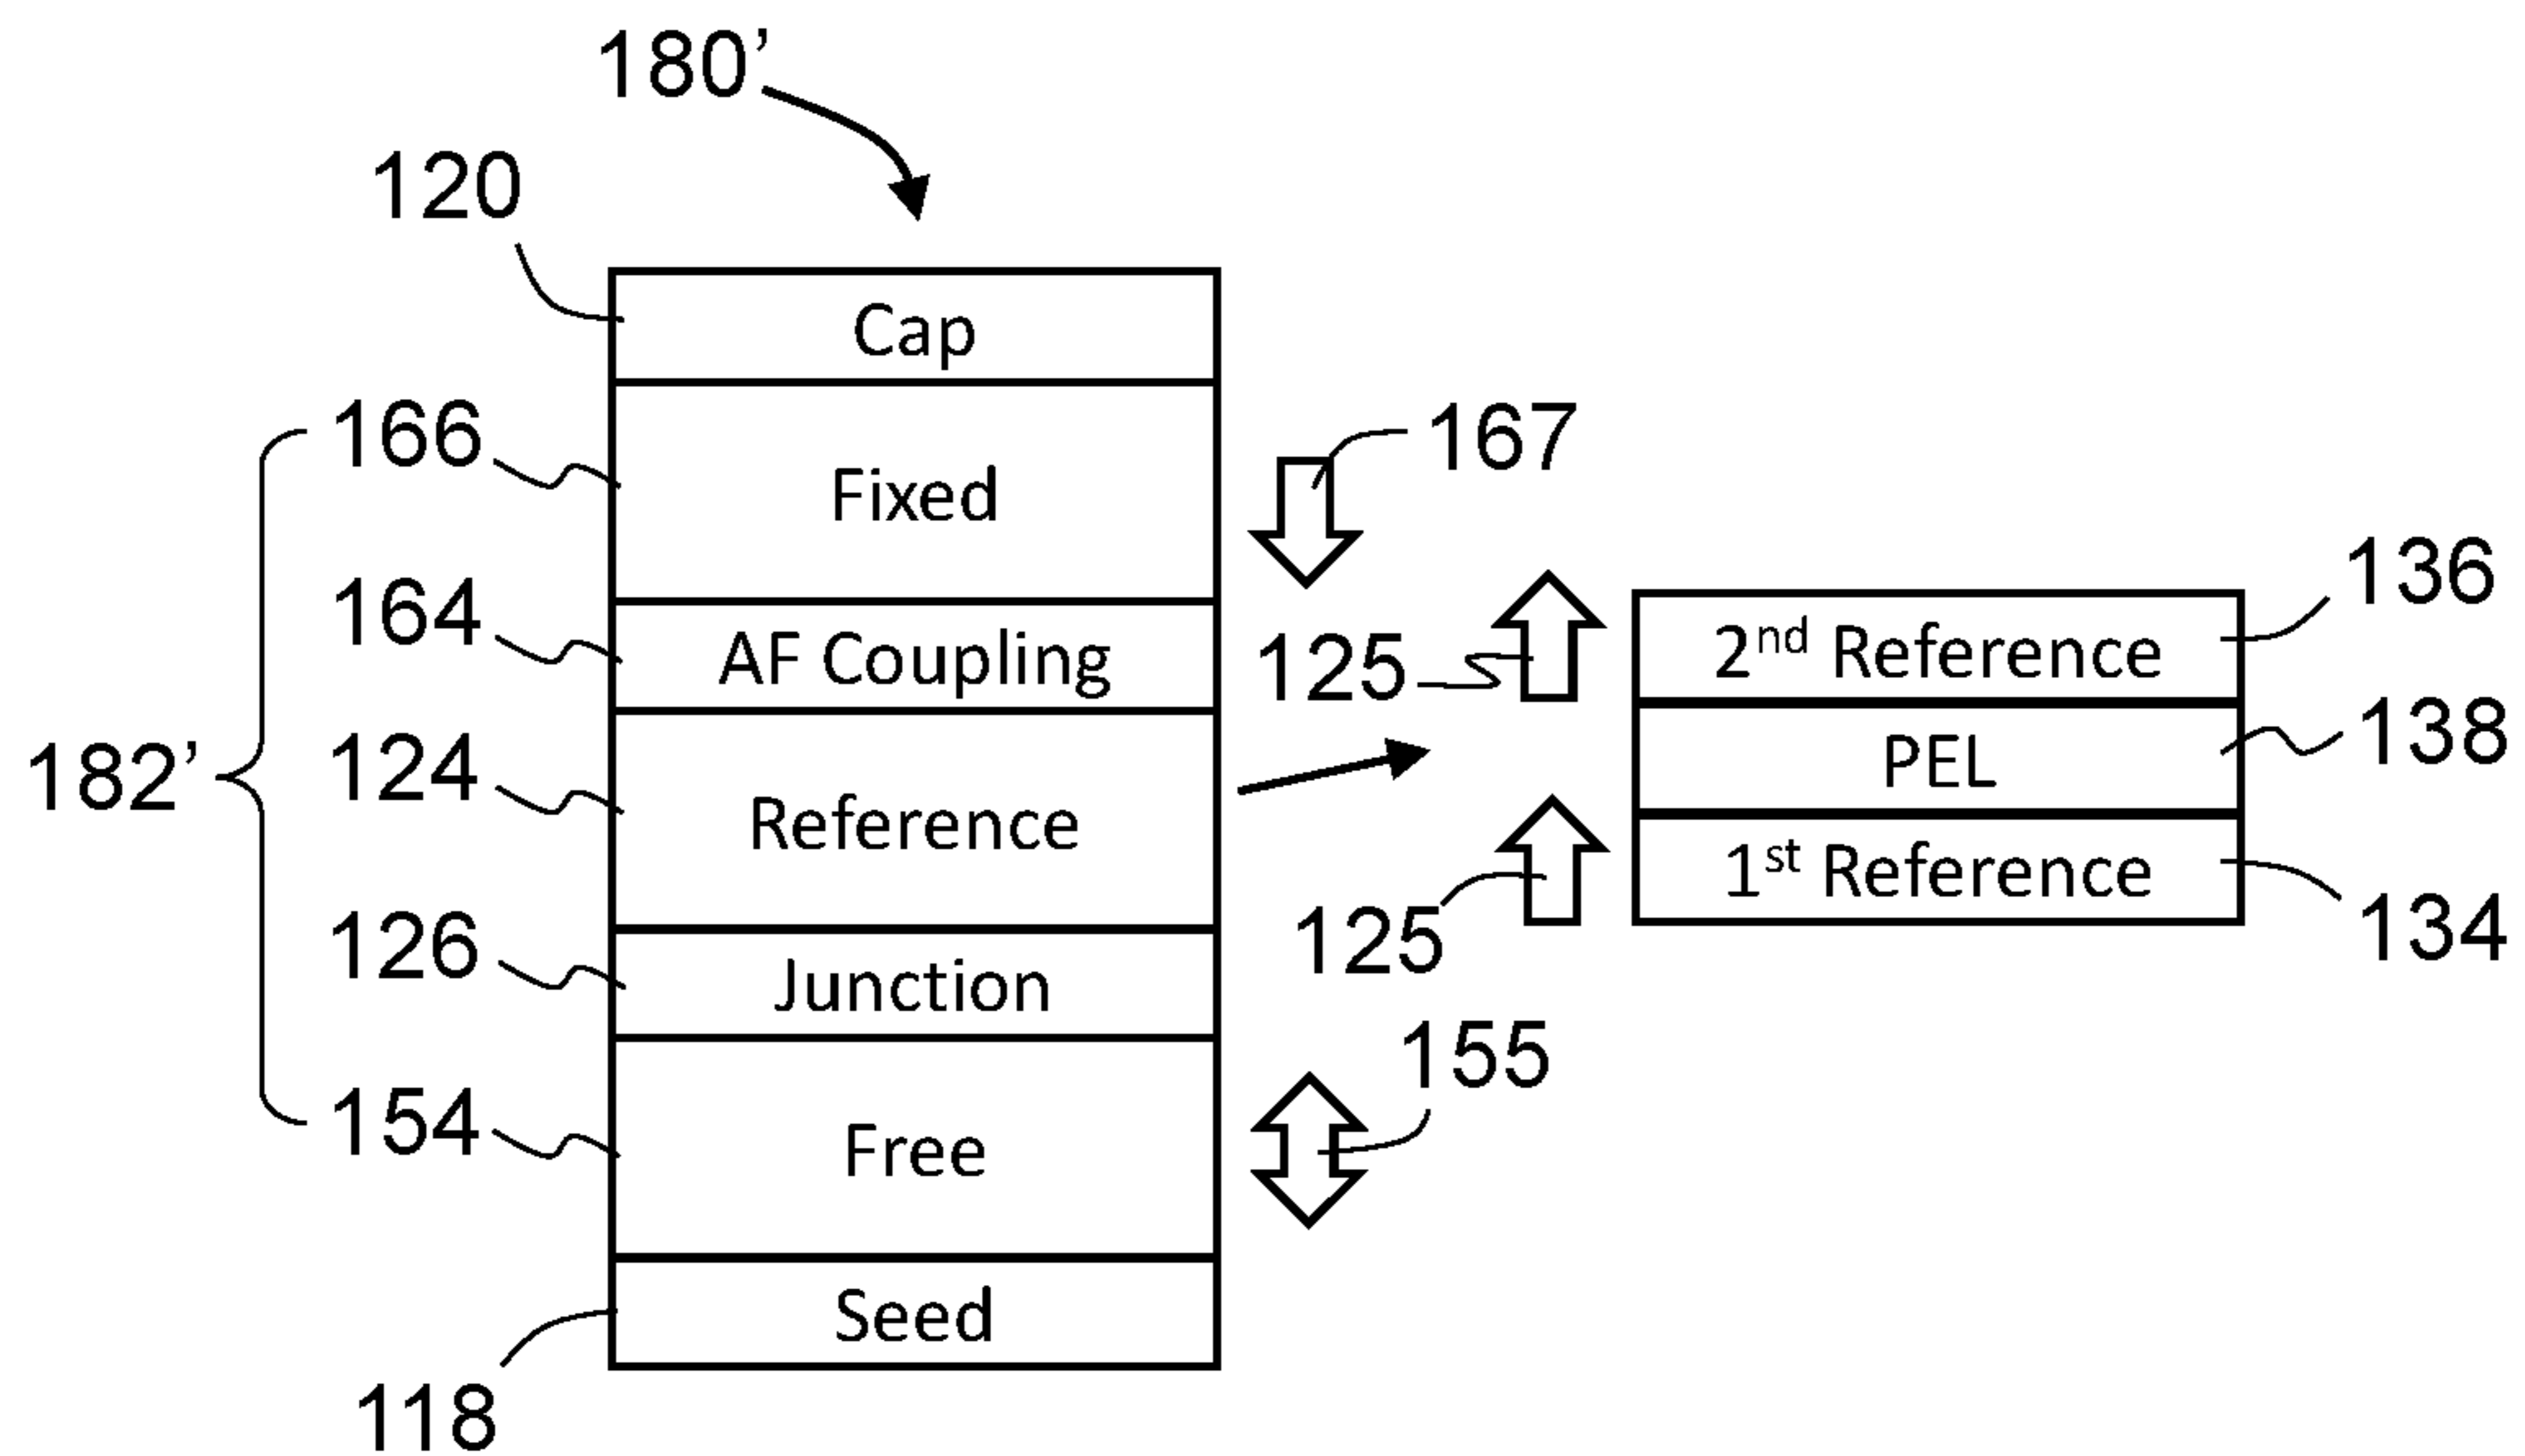 180’
120
Cap
166
Fixed
167
164
AF Coupling
125
2nd Reference
136
182’
124
Reference
PEL
138
125
1st Reference
134
126
Junction
154
Free
155
Seed
118